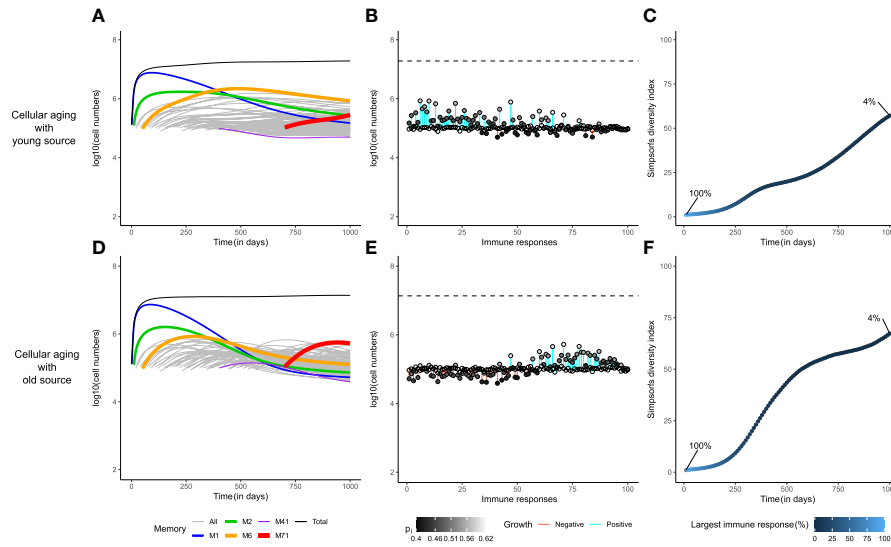 A
B
C
Cellular aging
with
young source
log10(cell numbers)
8
6
4
2
0
250
500
750
1000
Time(in days)
log10(cell numbers)
8
6
4
2
0
25
50
75
100
Immune responses
Simpson's diversity index
100
75
50
25
0
100%
4%
0
250
500
750
1000
Time(in days)
D
E
F
Cellular aging
with
old source
log10(cell numbers)
8
6
4
2
0
250
500
750
1000
Time(in days)
log10(cell numbers)
8
6
4
2
0
25
50
75
100
Immune responses
Simpson's diversity index
100
75
50
25
0
100%
4%
0
250
500
750
1000
Time(in days)
Memory
All
M2
M41
Total
M1
M6
M71
pi
0.4 0.46 0.51 0.56 0.62
Growth
Negative
Positive
Largest immune response(%)
0 25 50 75 100